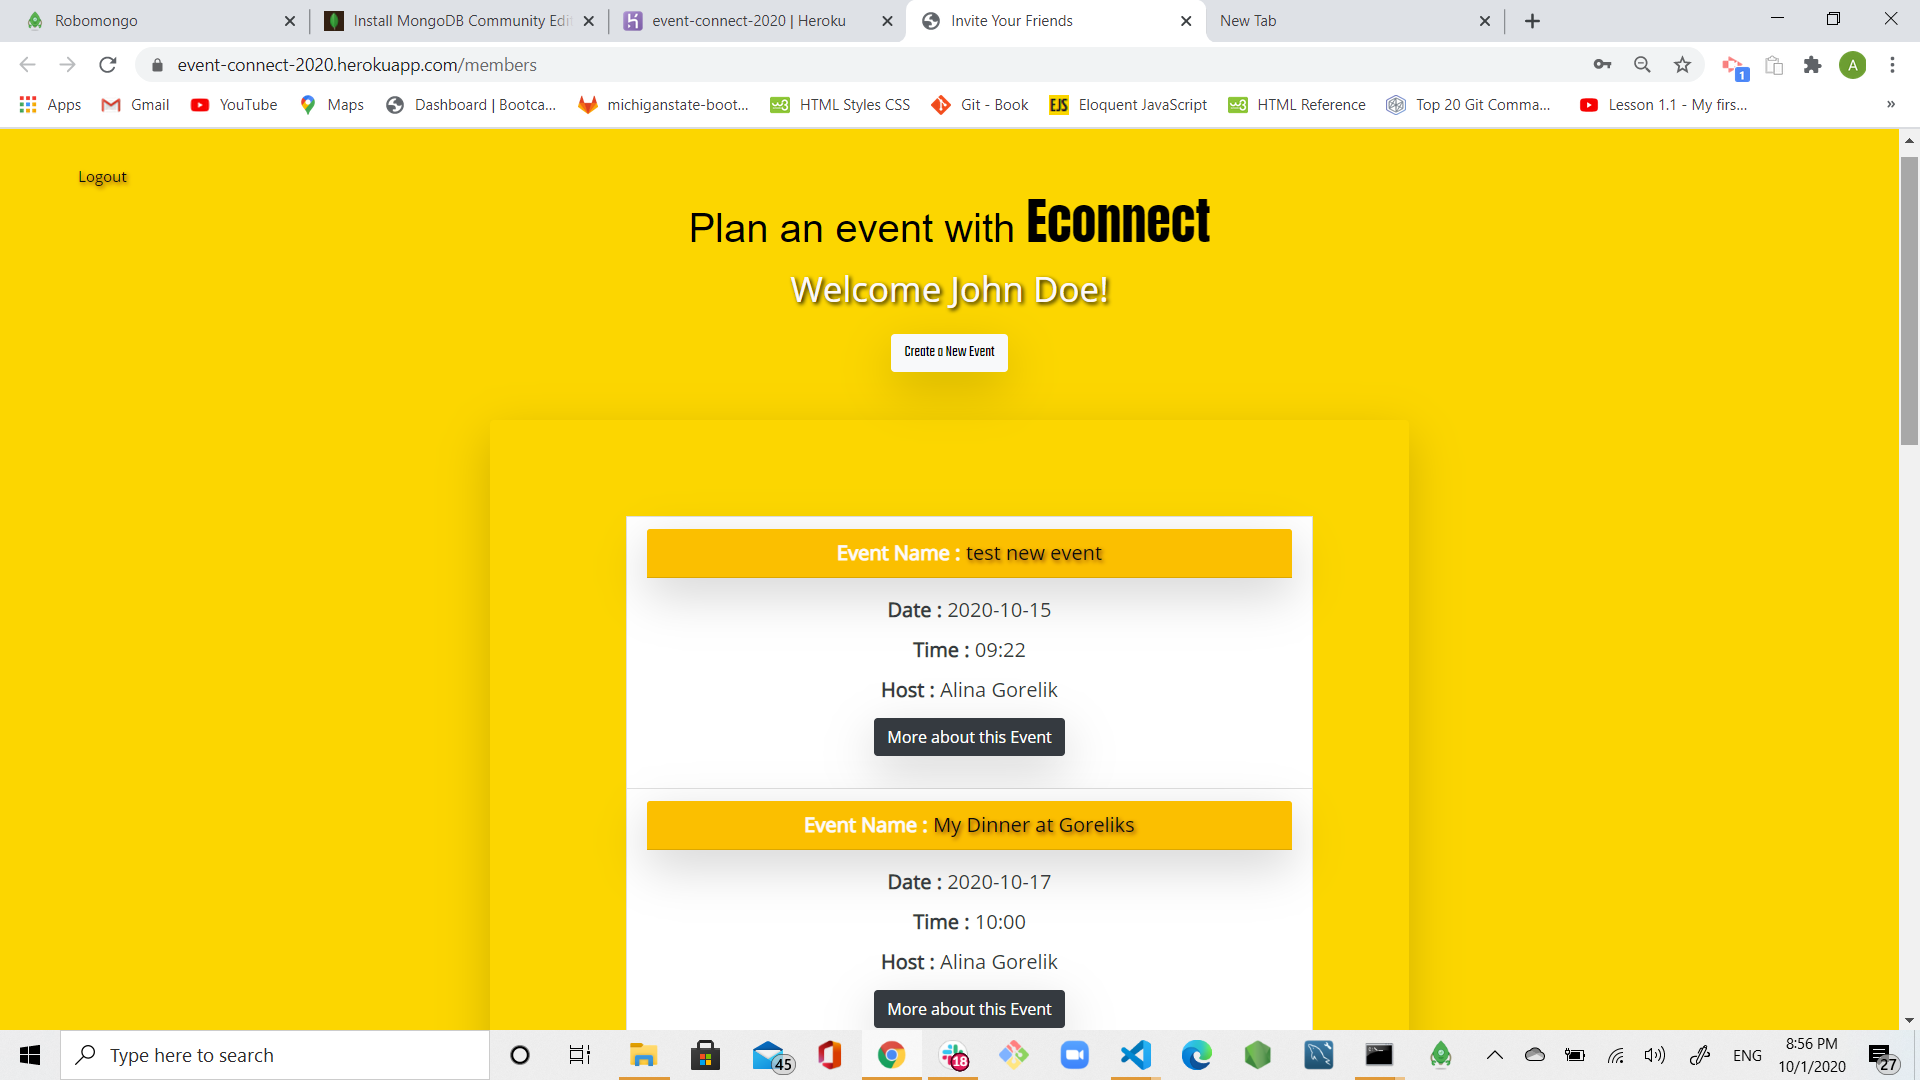 Robomongo
Install MongoDB Community Edi
event-connect-2020 | Heroku
Invite Your Friends
New Tab
event-connect-2020.herokuapp.com/members
A
1
Apps
Gmail
YouTube
Maps
Dashboard | Bootca...
michiganstate-boot...
HTML Styles CSS
Git - Book
EJS
Eloquent JavaScript
HTML Reference
Top 20 Git Comma...
Lesson 1.1 - My firs...
»
Logout
Plan an event with Econnect
Welcome John Doe!
Create a New Event
Event Name : test new event
Date : 2020-10-15
Time : 09:22
Host : Alina Gorelik
More about this Event
Event Name : My Dinner at Goreliks
Date : 2020-10-17
Time : 10:00
Host : Alina Gorelik
More about this Event
Type here to search
45
18
ENG
8:56 PM
10/1/2020
27